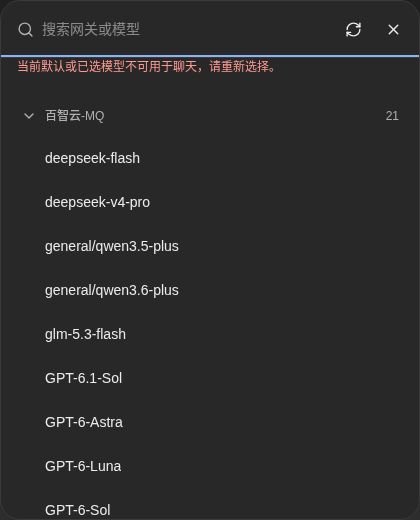 搜索网关或模型
当前默认或已选模型不可用于聊天，请重新选择。
百智云-MQ 21
deepseek-flash
deepseek-v4-pro
general/qwen3.5-plus
general/qwen3.6-plus
glm-5.3-flash
GPT-6.1-Sol
GPT-6-Astra
GPT-6-Luna
GPT-6-Sol